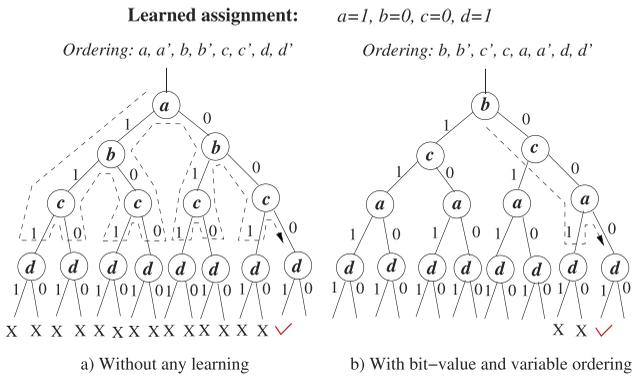 Learned assignment: a=1, b=0, c=0, d=1
Ordering: a, a’, b, b’, c, c’, d, d’
Ordering: b, b’, c’, c, a, a’, d, d’
a
1 0
b b
1 0 1 0
c c c c
1 0 1 0 1 0 1 0
d d d d d d d d
1 0 1 0 1 0 1 0 1 0 1 0 1 0 1 0
X X X X X X X X X X X X X X ✓
a) Without any learning
b
1 0
c c
1 0 1 0
a a a a
1 0 1 0 1 0 1 0
d d d d d d d d
1 0 1 0 1 0 1 0 1 0 1 0 1 0 1 0
X X ✓
b) With bit−value and variable ordering